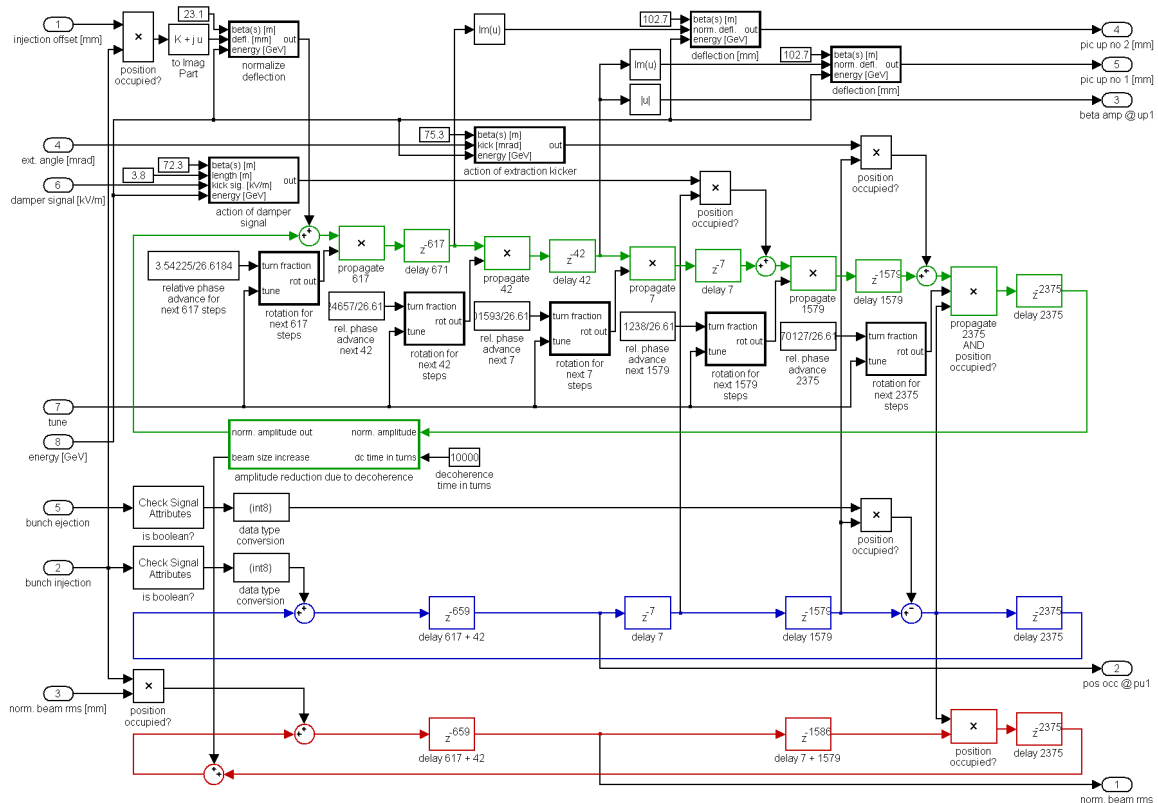 1
injection offset [mm]
×
position
occupied?
23.1
K + j u
to Imag
Part
beta(s) [m]
defl. [mm]
energy [GeV]
out
normalize
deflection
Im(u)
102.7
beta(s) [m]
norm. defl.
energy [GeV]
out
deflection [mm]
4
pic up no 2 [mm]
Im(u)
102.7
beta(s) [m]
norm. defl.
energy [GeV]
out
deflection [mm]
5
pic up no 1 [mm]
|u|
3
beta amp @ up1
4
ext. angle [mrad]
75.3
beta(s) [m]
kick [mrad]
energy [GeV]
out
action of extraction kicker
×
position
occupied?
6
damper signal [kV/m]
72.3
3.8
beta(s) [m]
length [m]
kick sig. [kV/m]
energy [GeV]
out
action of damper
signal
×
position
occupied?
×
propagate
617
z-617
delay 671
×
propagate
42
z-42
delay 42
×
propagate
7
z-7
delay 7
×
propagate
1579
z-1579
delay 1579
×
propagate
2375
AND
position
occupied?
z-2375
delay 2375
3.54225/26.6184
relative phase
advance for
next 617 steps
turn fraction
rot out
tune
rotation for
next 617
steps
24657/26.61
rel. phase
advance
next 42
turn fraction
rot out
tune
rotation for
next 42
steps
01593/26.61
rel. phase
advance
next 7
turn fraction
rot out
tune
rotation for
next 7
steps
1238/26.61
rel. phase
advance
next 1579
turn fraction
rot out
tune
rotation for
next 1579
steps
70127/26.61
rel. phase
advance
2375
turn fraction
rot out
tune
rotation for
next 2375
steps
7
tune
8
energy [GeV]
norm. amplitude out
norm. amplitude
beam size increase
dc time in turns
amplitude reduction due to decoherence
10000
decoherence
time in turns
5
bunch ejection
Check Signal
Attributes
is boolean?
(int8)
data type
conversion
×
position
occupied?
2
bunch injection
Check Signal
Attributes
is boolean?
(int8)
data type
conversion
z-659
delay 617 + 42
z-7
delay 7
z-1579
delay 1579
z-2375
delay 2375
2
pos occ @ pu1
3
norm. beam rms [mm]
×
position
occupied?
z-659
delay 617 + 42
z-1586
delay 7 + 1579
×
position
occupied?
z-2375
delay 2375
1
norm. beam rms